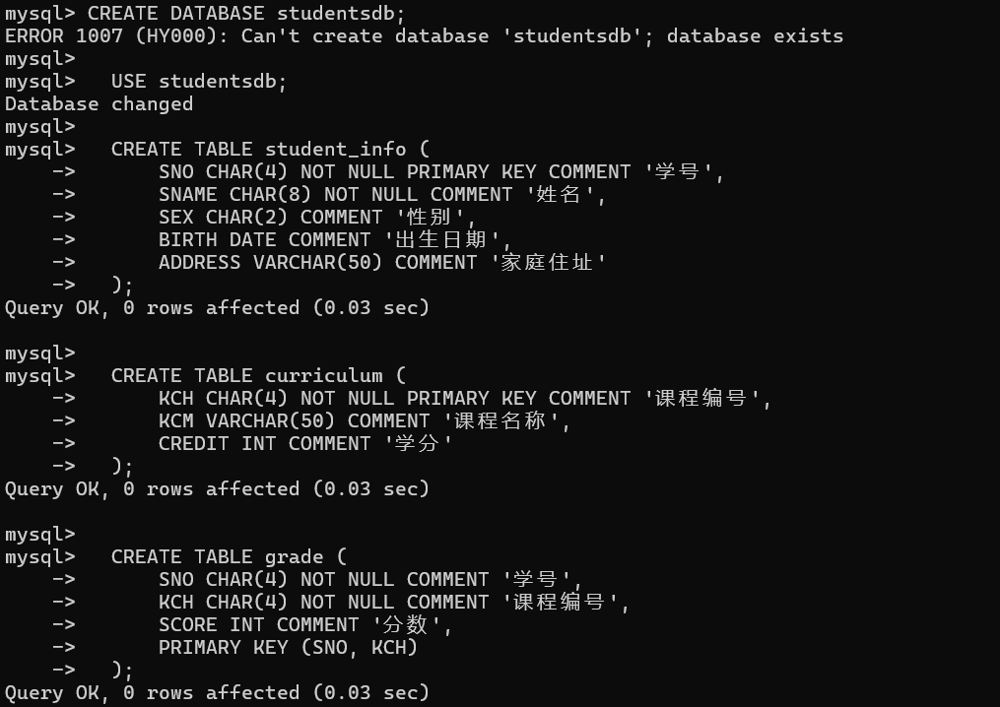 mysql> CREATE DATABASE studentsdb;
ERROR 1007 (HY000): Can't create database 'studentsdb'; database exists
mysql>
mysql>   USE studentsdb;
Database changed
mysql>
mysql>   CREATE TABLE student_info (
    ->       SNO CHAR(4) NOT NULL PRIMARY KEY COMMENT '学号',
    ->       SNAME CHAR(8) NOT NULL COMMENT '姓名',
    ->       SEX CHAR(2) COMMENT '性别',
    ->       BIRTH DATE COMMENT '出生日期',
    ->       ADDRESS VARCHAR(50) COMMENT '家庭住址'
    ->   );
Query OK, 0 rows affected (0.03 sec)

mysql>
mysql>   CREATE TABLE curriculum (
    ->       KCH CHAR(4) NOT NULL PRIMARY KEY COMMENT '课程编号',
    ->       KCM VARCHAR(50) COMMENT '课程名称',
    ->       CREDIT INT COMMENT '学分'
    ->   );
Query OK, 0 rows affected (0.03 sec)

mysql>
mysql>   CREATE TABLE grade (
    ->       SNO CHAR(4) NOT NULL COMMENT '学号',
    ->       KCH CHAR(4) NOT NULL COMMENT '课程编号',
    ->       SCORE INT COMMENT '分数',
    ->       PRIMARY KEY (SNO, KCH)
    ->   );
Query OK, 0 rows affected (0.03 sec)